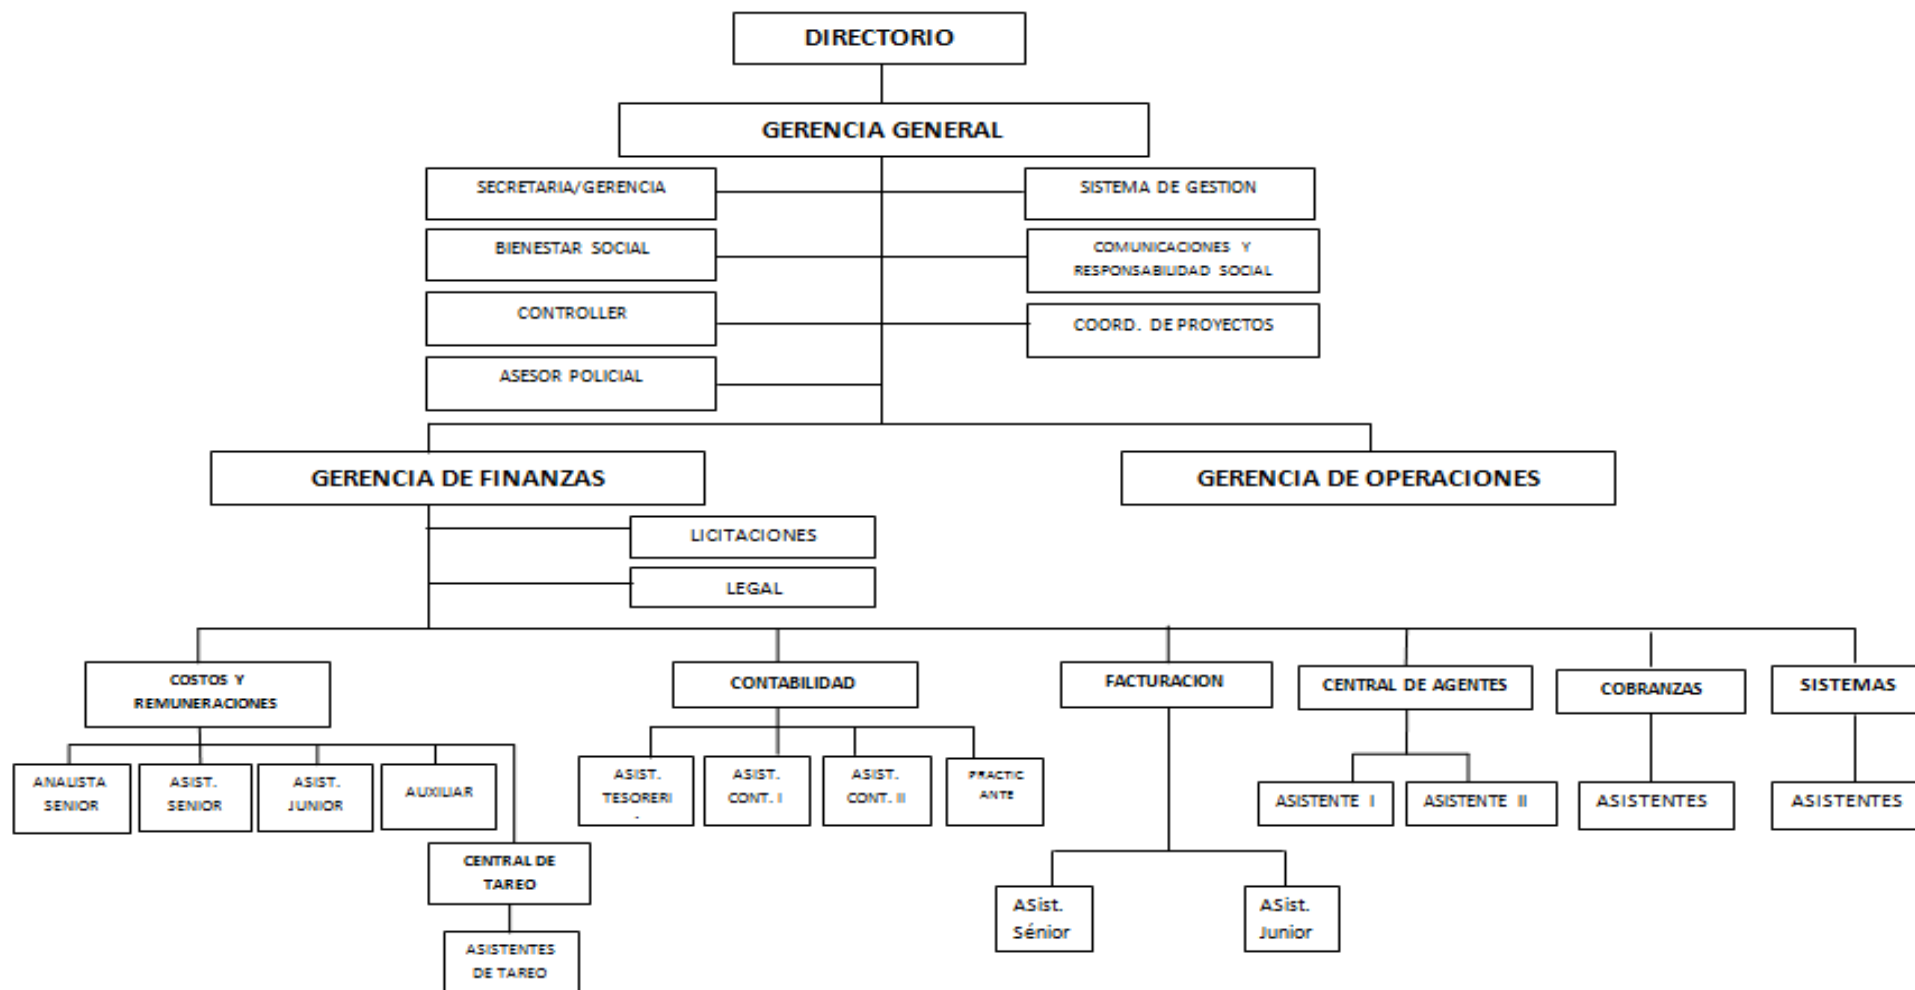 DIRECTORIO
GERENCIA GENERAL
SECRETARIA/GERENCIA
SISTEMA DE GESTION
BIENESTAR SOCIAL
COMUNICACIONES Y
RESPONSABILIDAD SOCIAL
CONTROLLER
COORD. DE PROYECTOS
ASESOR POLICIAL
GERENCIA DE FINANZAS
GERENCIA DE OPERACIONES
LICITACIONES
LEGAL
COSTOS Y
REMUNERACIONES
CONTABILIDAD
FACTURACION
CENTRAL DE AGENTES
COBRANZAS
SISTEMAS
ANALISTA
SENIOR
ASIST.
SENIOR
ASIST.
JUNIOR
AUXILIAR
ASIST.
TESORERI
ASIST.
CONT. I
ASIST.
CONT. II
PRACTIC
ANTE
ASISTENTE I
ASISTENTE II
ASISTENTES
ASISTENTES
CENTRAL DE
TAREO
ASISTENTES
DE TAREO
ASist.
Sénior
ASist.
Junior